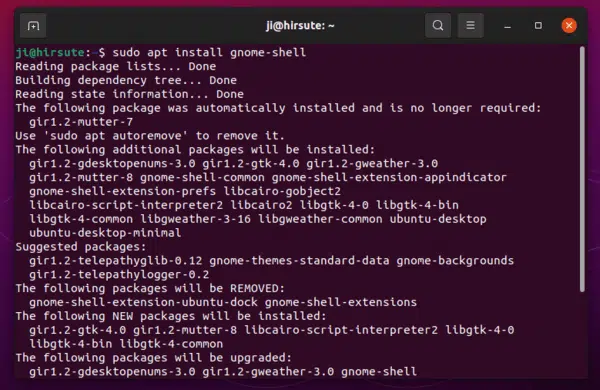 ji@hirsute: ~
ji@hirsute:~$ sudo apt install gnome-shell
Reading package lists... Done
Building dependency tree... Done
Reading state information... Done
The following package was automatically installed and is no longer required:
  gir1.2-mutter-7
Use 'sudo apt autoremove' to remove it.
The following additional packages will be installed:
  gir1.2-gdesktopenums-3.0 gir1.2-gtk-4.0 gir1.2-gweather-3.0
  gir1.2-mutter-8 gnome-shell-common gnome-shell-extension-appindicator
  gnome-shell-extension-prefs libcairo-gobject2
  libcairo-script-interpreter2 libcairo2 libgtk-4-0 libgtk-4-bin
  libgtk-4-common libgweather-3-16 libgweather-common ubuntu-desktop
  ubuntu-desktop-minimal
Suggested packages:
  gir1.2-telepathyglib-0.12 gnome-themes-standard-data gnome-backgrounds
  gir1.2-telepathylogger-0.2
The following packages will be REMOVED:
  gnome-shell-extension-ubuntu-dock gnome-shell-extensions
The following NEW packages will be installed:
  gir1.2-gtk-4.0 gir1.2-mutter-8 libcairo-script-interpreter2 libgtk-4-0
  libgtk-4-bin libgtk-4-common
The following packages will be upgraded:
  gir1.2-gdesktopenums-3.0 gir1.2-gweather-3.0 gnome-shell